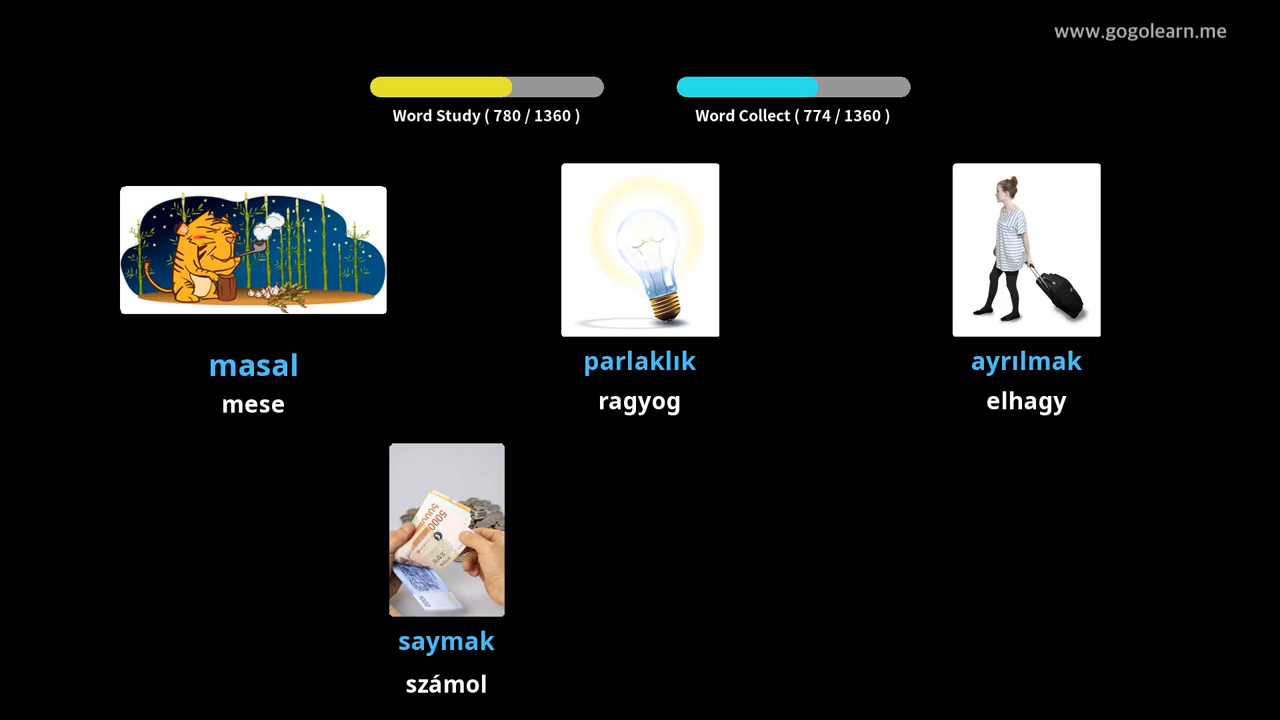 www.gogolearn.me
Word Study ( 780 / 1360 )
Word Collect ( 774 / 1360 )
masal
mese
parlaklık
ragyog
ayrılmak
elhagy
5000
saymak
számol